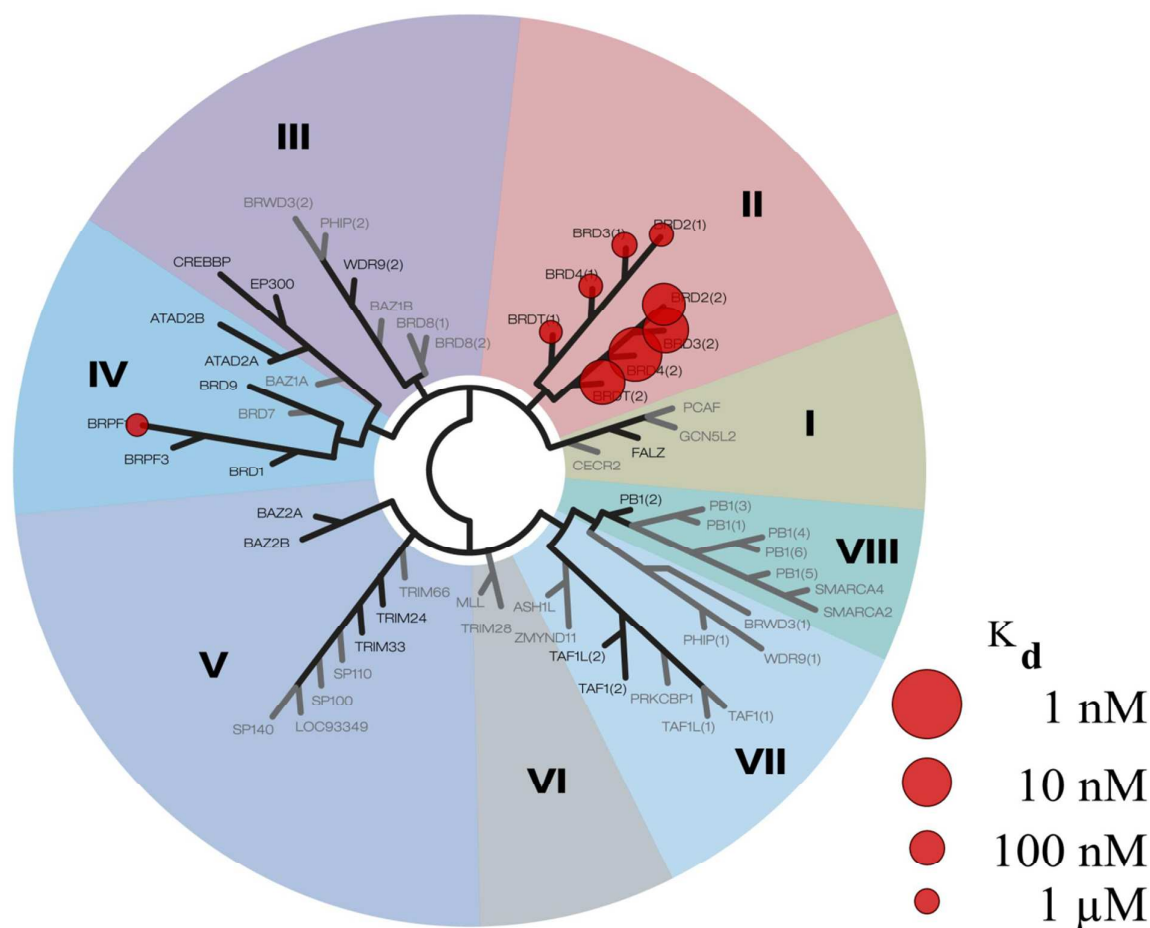 III
II
BRWD3(2)
PHIP(2)
BRD3(1)
BRD2(1)
CREBBP
WDR9(2)
EP300
BRD4(1)
ATAD2B
BAZ1B
BRD2(2)
BRDT(1)
BRD8(1)
BRD8(2)
BRD3(2)
ATAD2A
IV
BAZ1A
BRD4(2)
BRD9
BRDT(2)
BRD7
PCAF
I
BRPF1
GCN5L2
BRPF3
FALZ
BRD1
CECR2
PB1(2)
PB1(3)
BAZ2A
PB1(1)
PB1(4)
BAZ2B
PB1(6)
VIII
PB1(5)
TRIM66
SMARCA4
MLL
ASH1L
SMARCA2
TRIM24
TRIM28
BRWD3(1)
ZMYND11
PHIP(1)
TRIM33
TAF1L(2)
WDR9(1)
V
SP110
TAF1(2)
PRKCBP1
SP100
TAF1(1)
SP140
LOC93349
TAF1L(1)
VII
VI
Kd
1 nM
10 nM
100 nM
1 μM